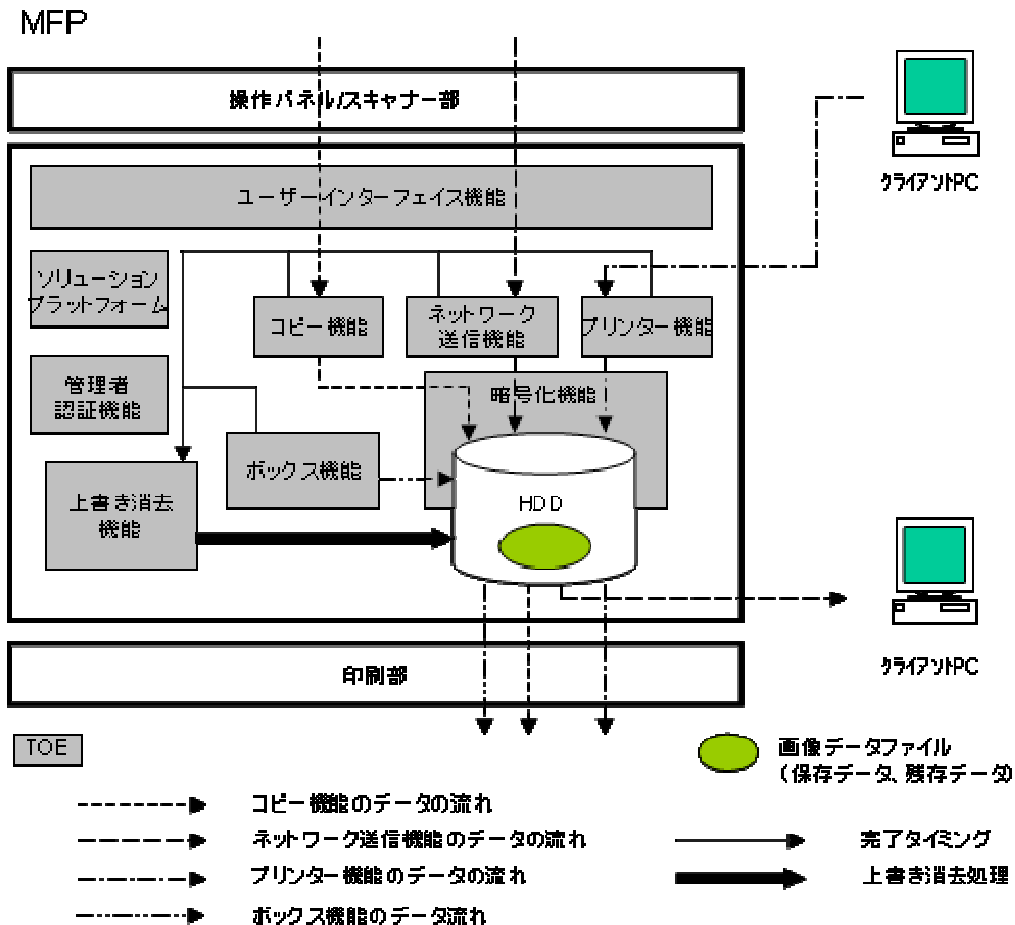 MFP
操作パネル/スキャナー部
クライアントPC
ユーザーインターフェイス機能
ソリューション
プラットフォーム
コピー機能
ネットワーク
送信機能
プリンター機能
管理者
認証機能
暗号化機能
ボックス機能
上書き消去
機能
HDD
クライアントPC
印刷部
TOE
画像データファイル
(保存データ、残存データ)
コピー機能のデータの流れ
ネットワーク送信機能のデータの流れ
完了タイミング
プリンター機能のデータの流れ
上書き消去処理
ボックス機能のデータ流れ